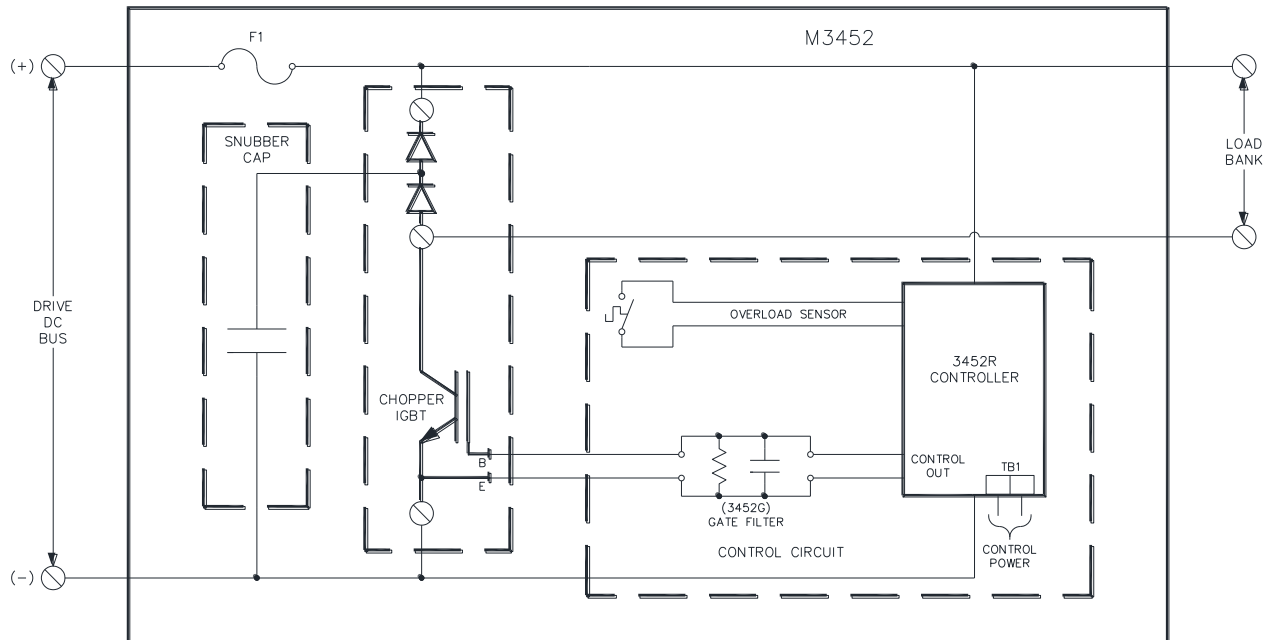 F1
M3452
(+)
SNUBBER
CAP
LOAD
BANK
DRIVE
DC
BUS
OVERLOAD SENSOR
3452R
CONTROLLER
CHOPPER
IGBT
B
E
CONTROL
OUT
TB1
(3452G)
GATE FILTER
CONTROL CIRCUIT
CONTROL
POWER
(-)